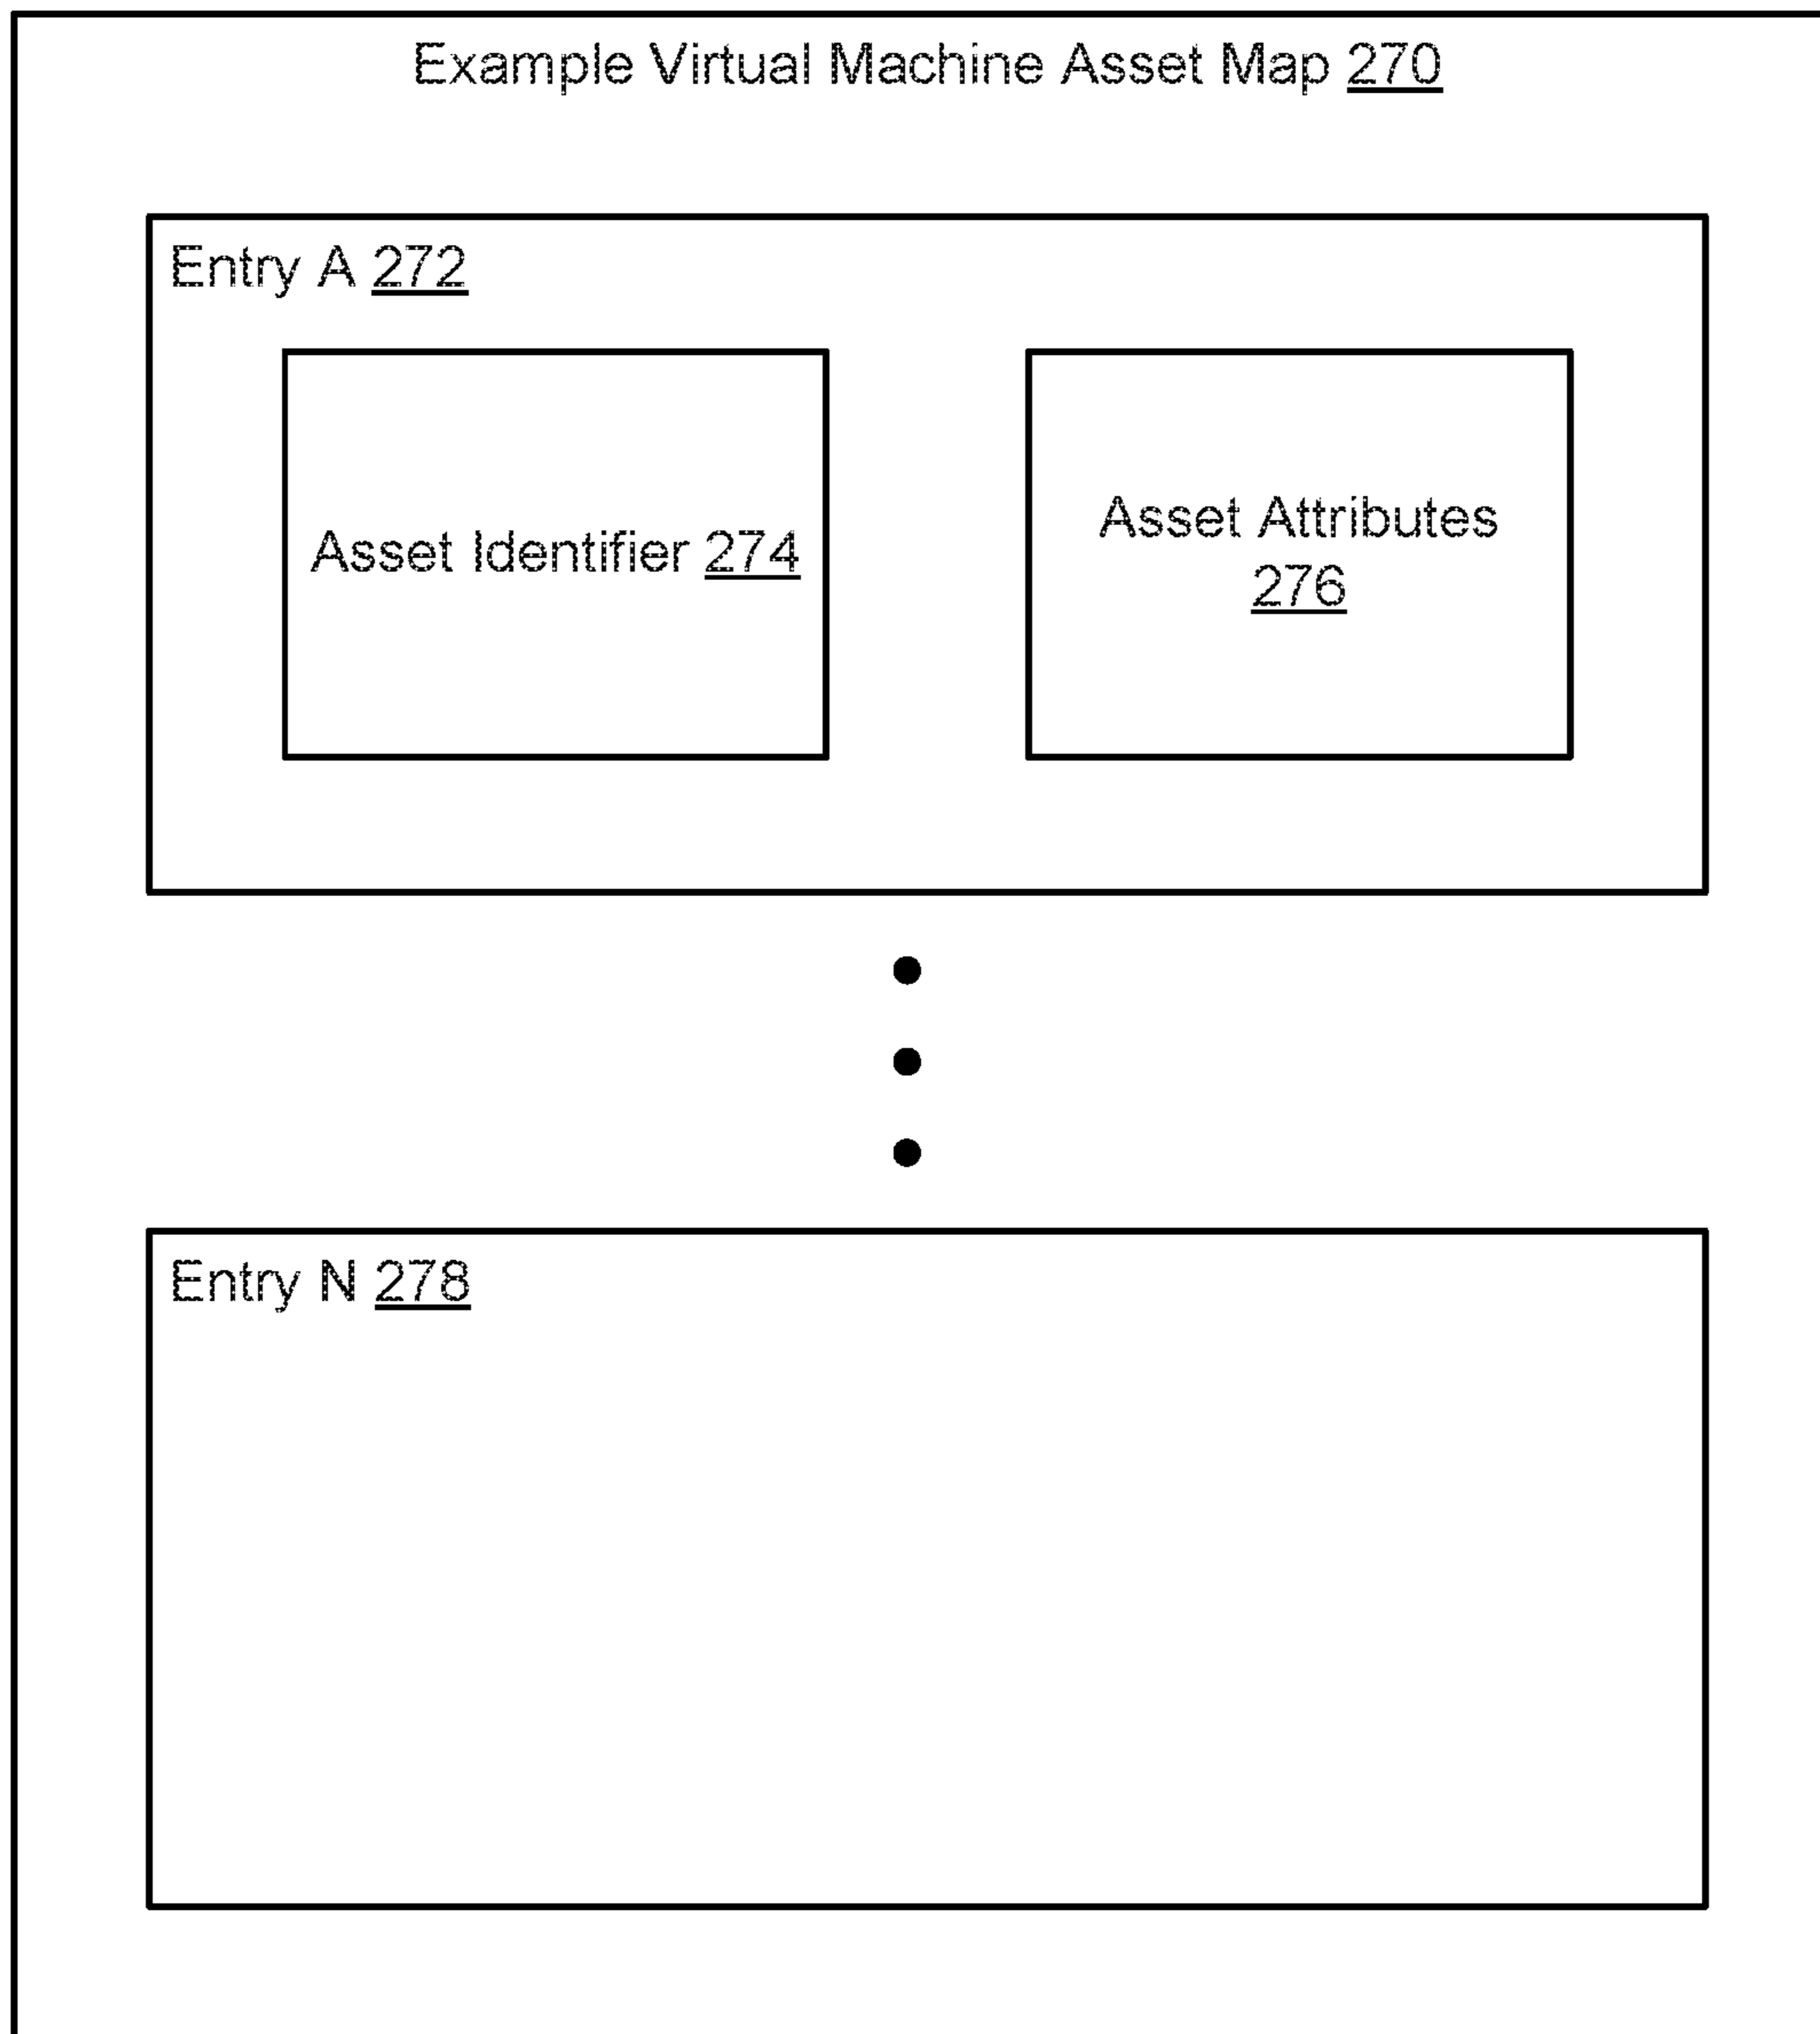 Example Virtual Machine Asset Map 270
Entry A 272
Asset Identifier 274
Asset Attributes
276
Entry N 278